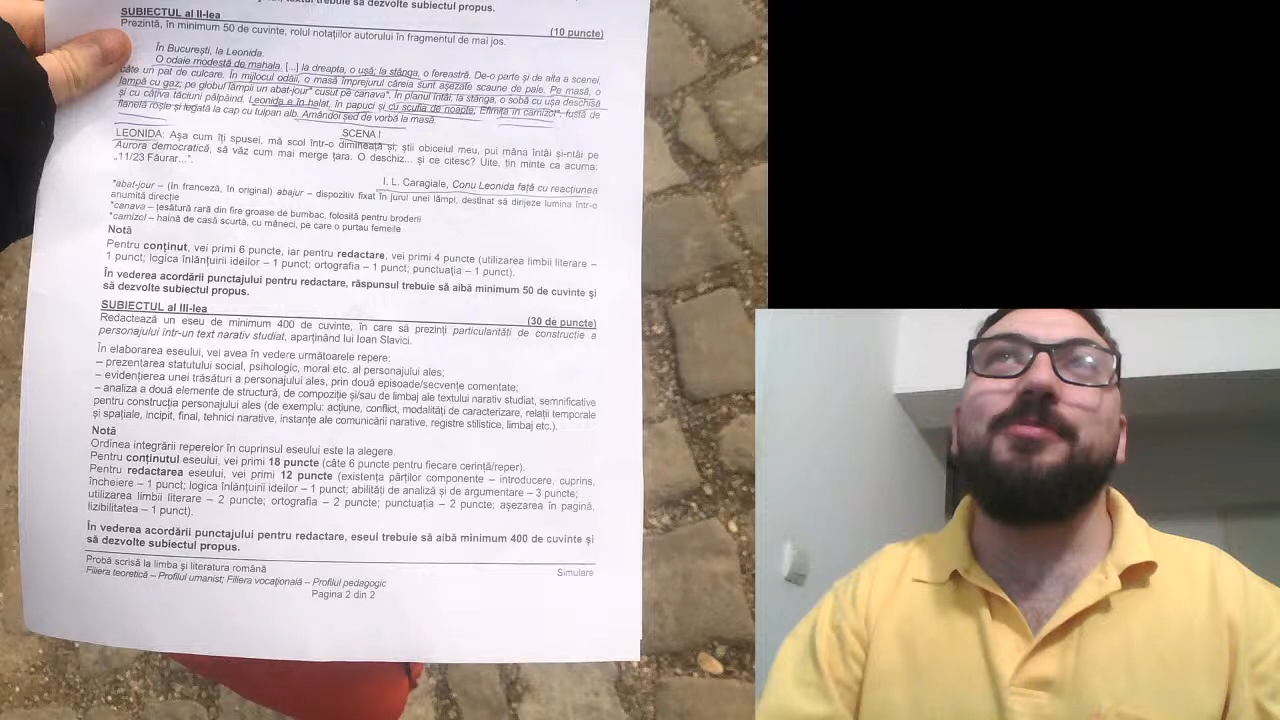 textul trebuie să dezvolte subiectul propus.
SUBIECTUL al II-lea (10 puncte)
Prezintă, în minimum 50 de cuvinte, rolul notațiilor autorului în fragmentul de mai jos.
În București, la Leonida.
O odaie modestă de mahala. [...] la dreapta, o ușă; la stânga, o fereastră. De-o parte și de alta a scenei,
câte un pat de culcare. În mijlocul odăii, o masă împrejurul căreia sunt așezate scaune de paie. Pe masă, o
lampă cu gaz; pe globul lămpii un abat-jour* cusut pe canava*. În planul întâi, la stânga, o sobă cu ușa deschisă
și cu câțiva tăciuni pâlpâind. Leonida e în halat, în papuci și cu scufia de noapte. Efimița în camizol*, fustă de
flanelă roșie și legată la cap cu tulpan alb. Amândoi șed de vorbă la masă.
SCENA I
LEONIDA: Așa cum îți spusei, mă scol într-o dimineață și, știi obiceiul meu, pui mâna întâi și-ntâi pe
Aurora democratică, să văz cum mai merge țara. O deschiz... și ce citesc? Uite, țin minte ca acuma:
„11/23 Făurar...”.
I. L. Caragiale, Conu Leonida față cu reacțiunea
*abat-jour – (în franceză, în original) abajur – dispozitiv fixat în jurul unei lămpi, destinat să dirijeze lumina într-o
anumită direcție
*canava – țesătură rară din fire groase de bumbac, folosită pentru broderii
*camizol – haină de casă scurtă, cu mâneci, pe care o purtau femeile
Notă
Pentru conținut, vei primi 6 puncte, iar pentru redactare, vei primi 4 puncte (utilizarea limbii literare –
1 punct; logica înlănțuirii ideilor – 1 punct; ortografia – 1 punct; punctuația – 1 punct).
În vederea acordării punctajului pentru redactare, răspunsul trebuie să aibă minimum 50 de cuvinte și
să dezvolte subiectul propus.
SUBIECTUL al III-lea (30 de puncte)
Redactează un eseu de minimum 400 de cuvinte, în care să prezinți particularități de construcție a
personajului într-un text narativ studiat, aparținând lui Ioan Slavici.
În elaborarea eseului, vei avea în vedere următoarele repere:
– prezentarea statutului social, psihologic, moral etc. al personajului ales;
– evidențierea unei trăsături a personajului ales, prin două episoade/secvențe comentate;
– analiza a două elemente de structură, de compoziție și/sau de limbaj ale textului narativ studiat, semnificative
pentru construcția personajului ales (de exemplu: acțiune, conflict, modalități de caracterizare, relații temporale
și spațiale, incipit, final, tehnici narative, instanțe ale comunicării narative, registre stilistice, limbaj etc.).
Notă
Ordinea integrării reperelor în cuprinsul eseului este la alegere.
Pentru conținutul eseului, vei primi 18 puncte (câte 6 puncte pentru fiecare cerință/reper).
Pentru redactarea eseului, vei primi 12 puncte (existența părților componente – introducere, cuprins,
încheiere – 1 punct; logica înlănțuirii ideilor – 1 punct; abilități de analiză și de argumentare – 3 puncte;
utilizarea limbii literare – 2 puncte; ortografia – 2 puncte; punctuația – 2 puncte; așezarea în pagină,
lizibilitatea – 1 punct).
În vederea acordării punctajului pentru redactare, eseul trebuie să aibă minimum 400 de cuvinte și
să dezvolte subiectul propus.
Probă scrisă la limba și literatura română Simulare
Filiera teoretică – Profilul umanist; Filiera vocațională – Profilul pedagogic
Pagina 2 din 2